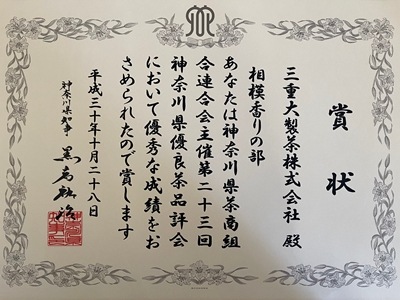 賞状
三重大製茶株式会社 殿
相模香りの部
あなたは神奈川県茶商組
合連合会主催第二十三回
神奈川県優良茶品評会
において優秀な成績をお
さめられたので賞します
平成三十年十月二十八日
神奈川県知事 黒岩祐治